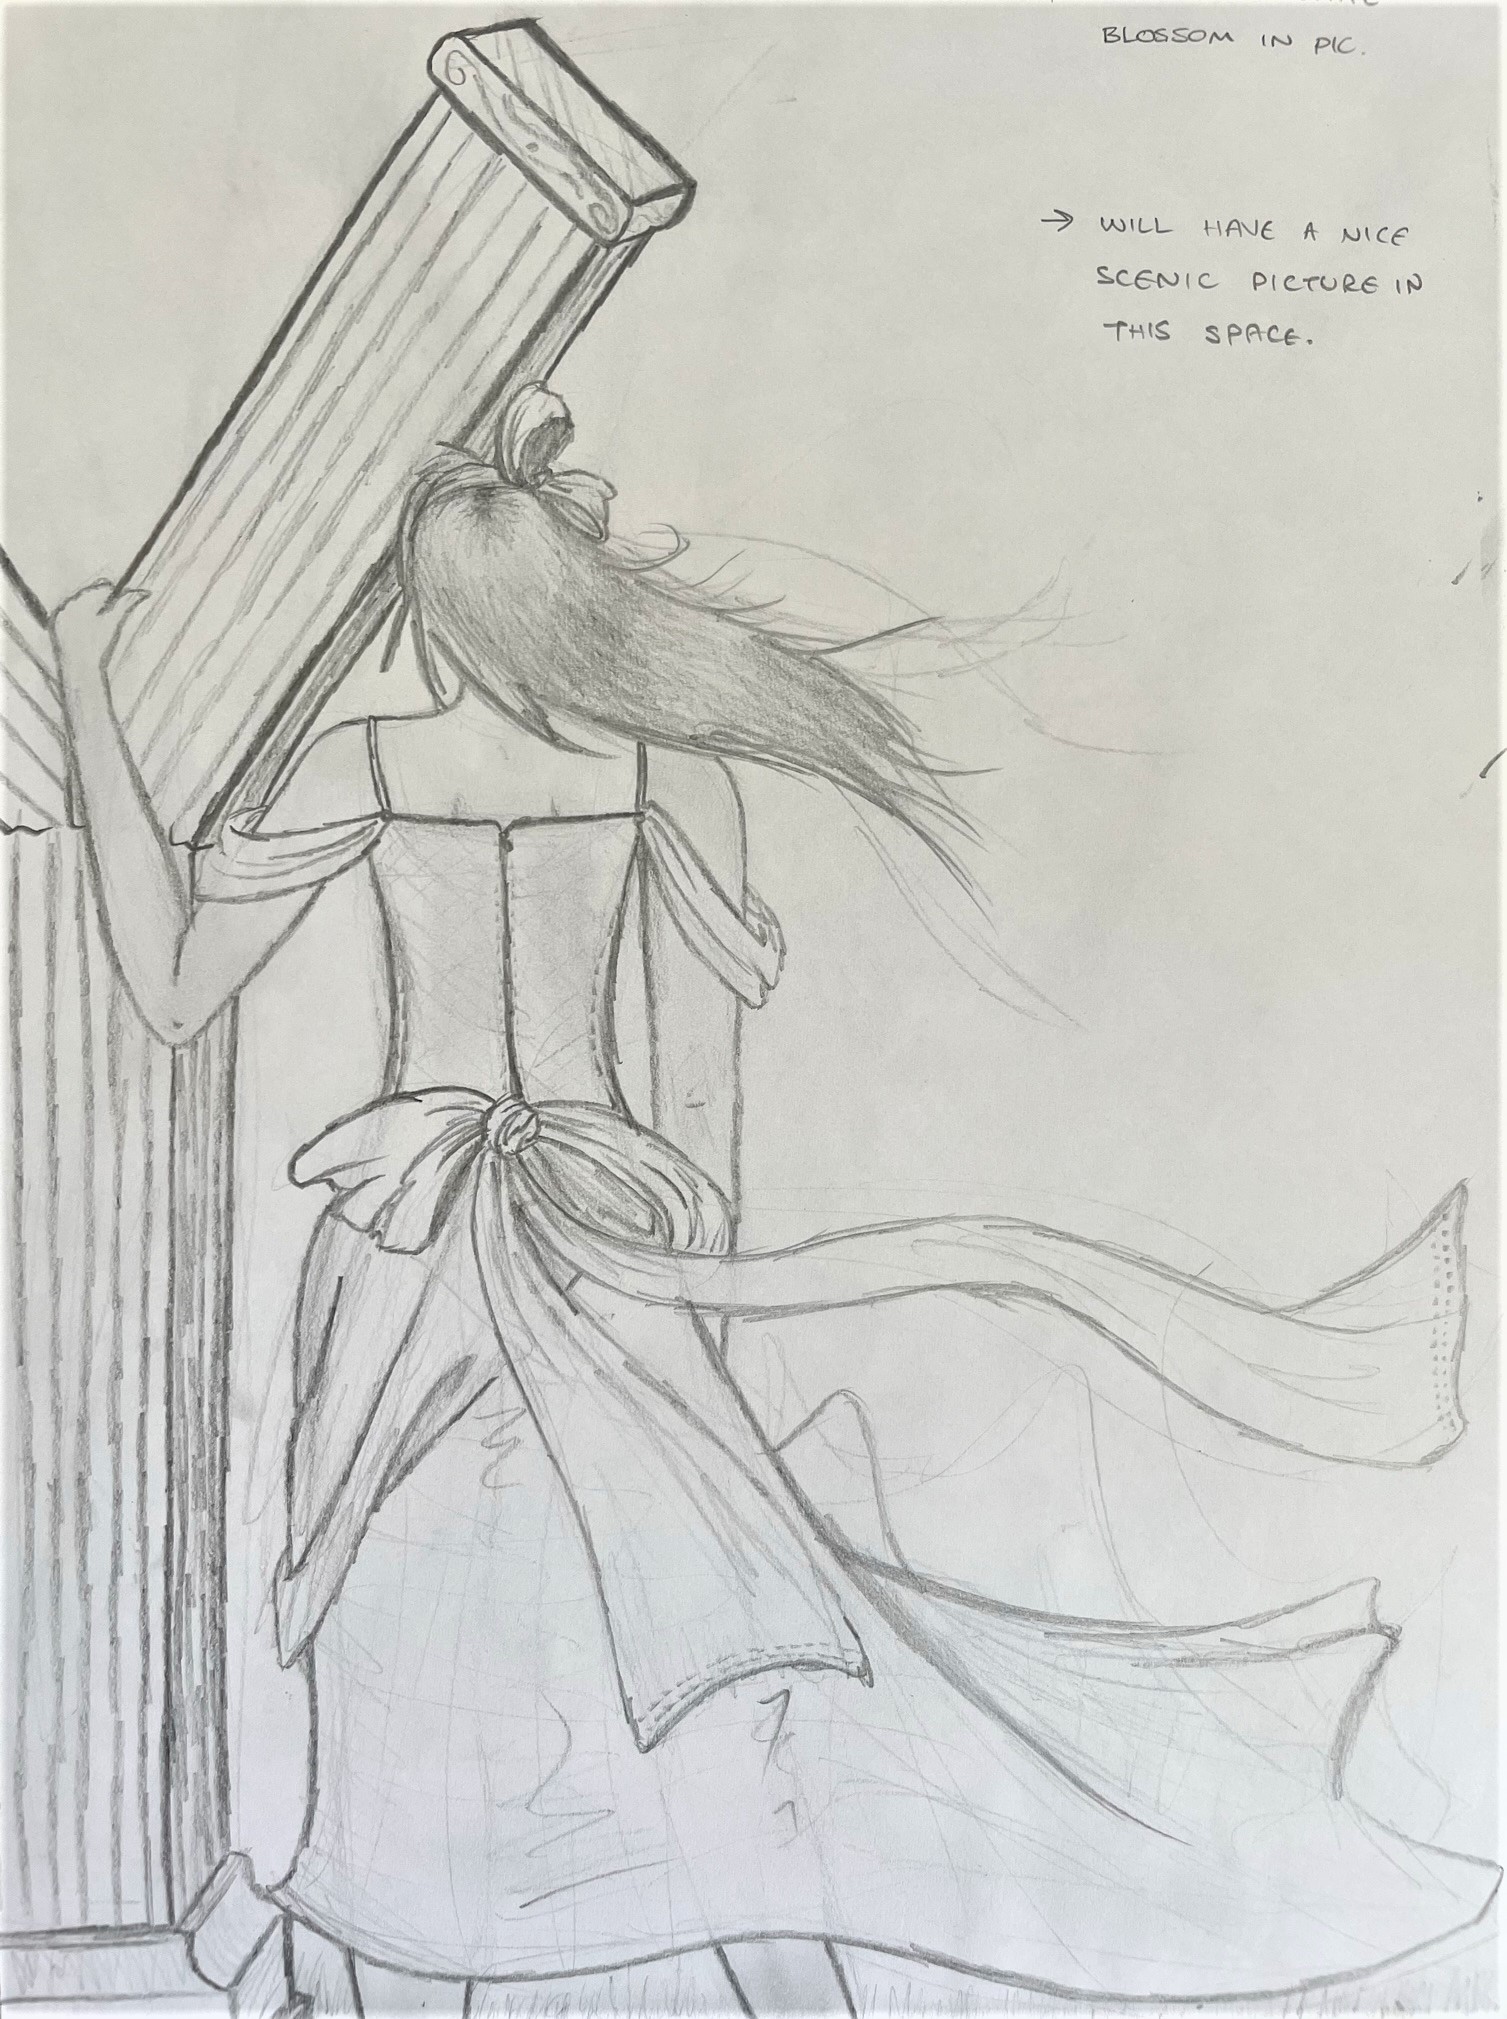 BLOSSOM IN PIC.
→ WILL HAVE A NICE
SCENIC PICTURE IN
THIS SPACE.